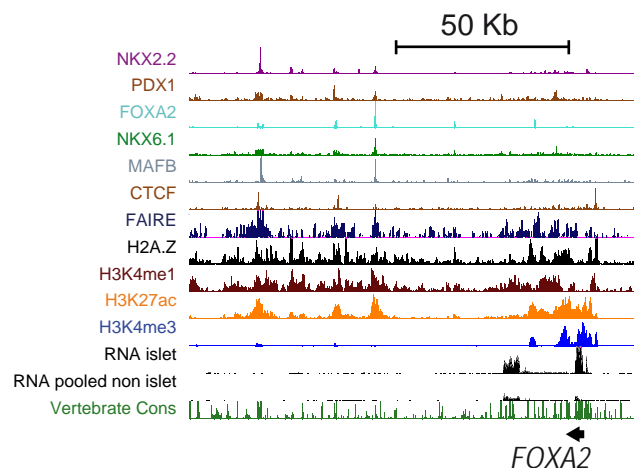 50 Kb
NKX2.2
PDX1
FOXA2
NKX6.1
MAFB
CTCF
FAIRE
H2A.Z
H3K4me1
H3K27ac
H3K4me3
RNA islet
RNA pooled non islet
Vertebrate Cons
FOXA2